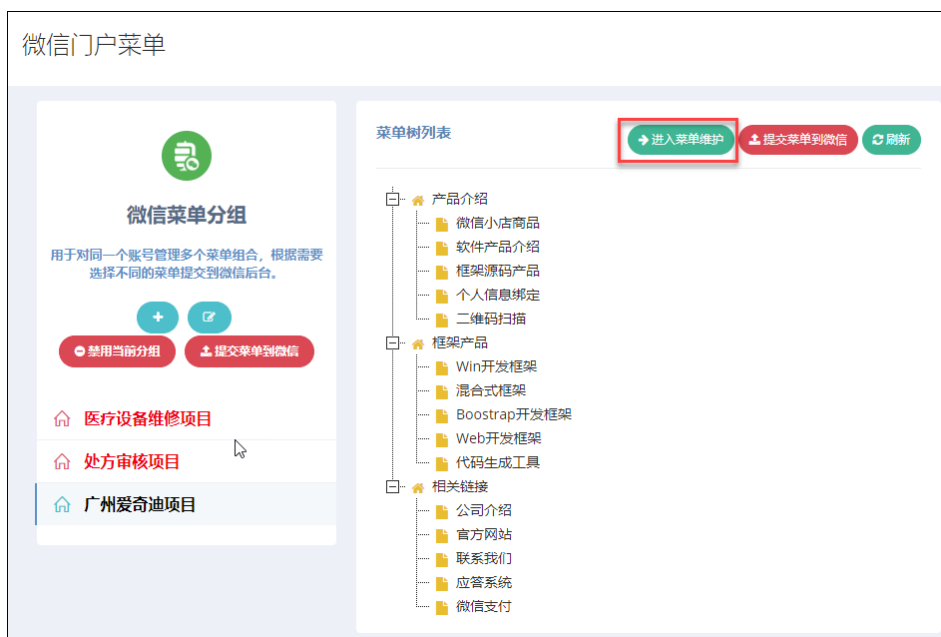 微信门户菜单
微信菜单分组
用于对同一个账号管理多个菜单组合，根据需要
选择不同的菜单提交到微信后台。
禁用当前分组 提交菜单到微信
医疗设备维修项目
处方审核项目
广州爱奇迪项目
菜单树列表 进入菜单维护 提交菜单到微信 刷新
产品介绍
微信小店商品
软件产品介绍
框架源码产品
个人信息绑定
二维码扫描
框架产品
Win开发框架
混合式框架
Boostrap开发框架
Web开发框架
代码生成工具
相关链接
公司介绍
官方网站
联系我们
应答系统
微信支付